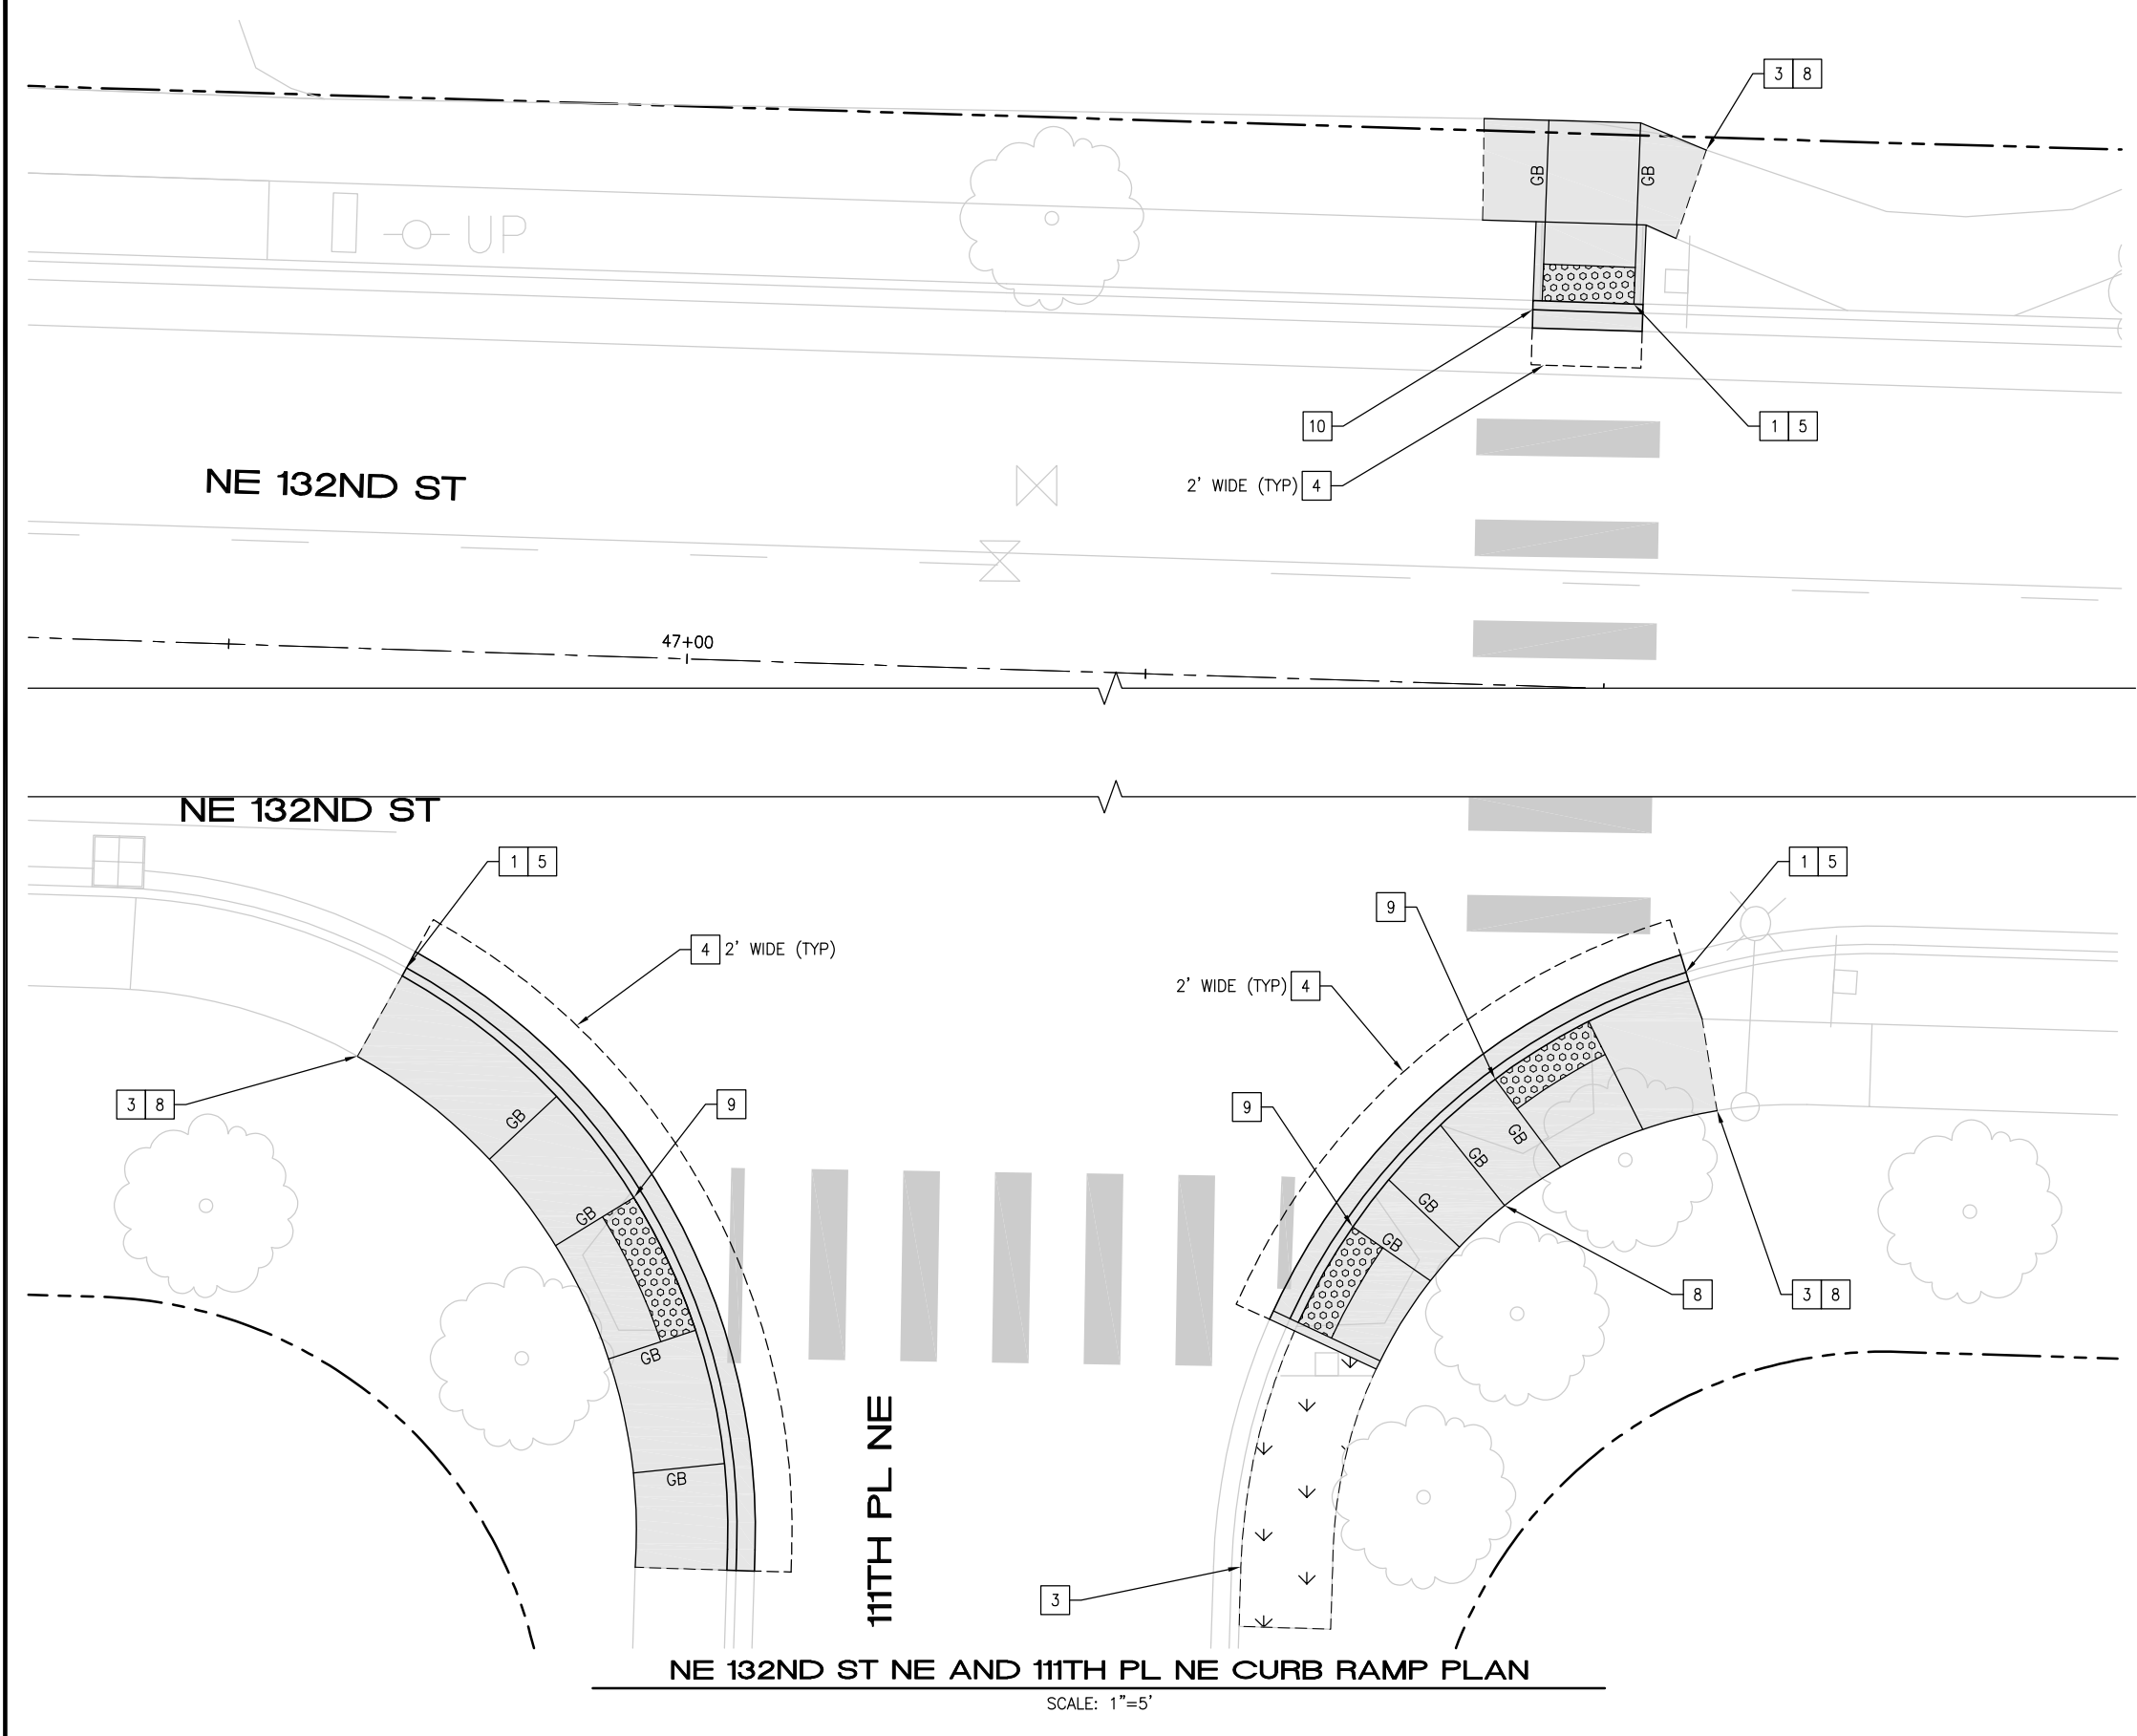 3 8
GB GB
UP
10
1 5
2' WIDE (TYP) 4
NE 132ND ST
47+00
NE 132ND ST
1 5
1 5
9
4 2' WIDE (TYP)
2' WIDE (TYP) 4
3 8
9
9
GB
GB
GB
GB
GB
GB
GB
8
3 8
GB
GB
111TH PL NE
3
NE 132ND ST NE AND 111TH PL NE CURB RAMP PLAN
SCALE: 1"=5'